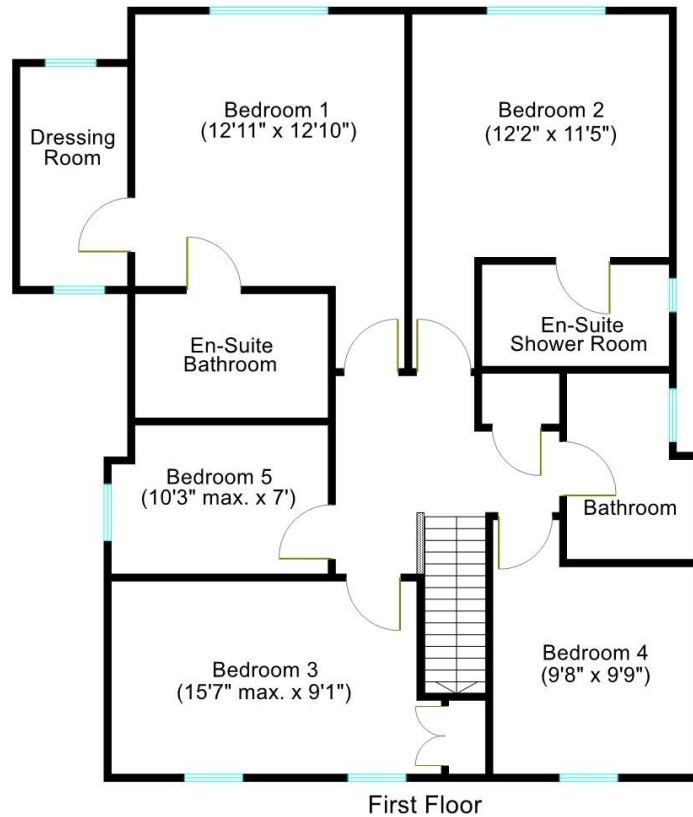 Bedroom 1
(12'11" x 12'10")
Bedroom 2
(12'2" x 11'5")
Dressing
Room
En-Suite
Bathroom
En-Suite
Shower Room
Bedroom 5
(10'3" max. x 7')
Bathroom
Bedroom 3
(15'7" max. x 9'1")
Bedroom 4
(9'8" x 9'9")
First Floor